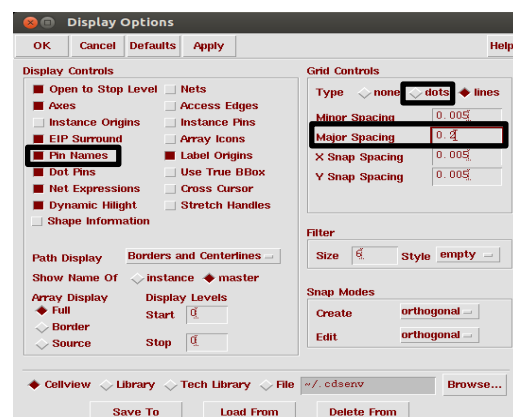 Display Options
OK Cancel Defaults Apply Help
Display Controls
Open to Stop Level Nets
Axes Access Edges
Instance Origins Instance Pins
EIP Surround Array Icons
Pin Names Label Origins
Dot Pins Use True BBox
Net Expressions Cross Cursor
Dynamic Hilight Stretch Handles
Shape Information
Path Display Borders and Centerlines
Show Name Of instance master
Array Display Display Levels
Full Start 0
Border
Source Stop 0
Grid Controls
Type none dots lines
Minor Spacing 0.005
Major Spacing 0.2
X Snap Spacing 0.005
Y Snap Spacing 0.005
Filter
Size 6 Style empty
Snap Modes
Create orthogonal
Edit orthogonal
Cellview Library Tech Library File ~/.cdsenv Browse...
Save To Load From Delete From